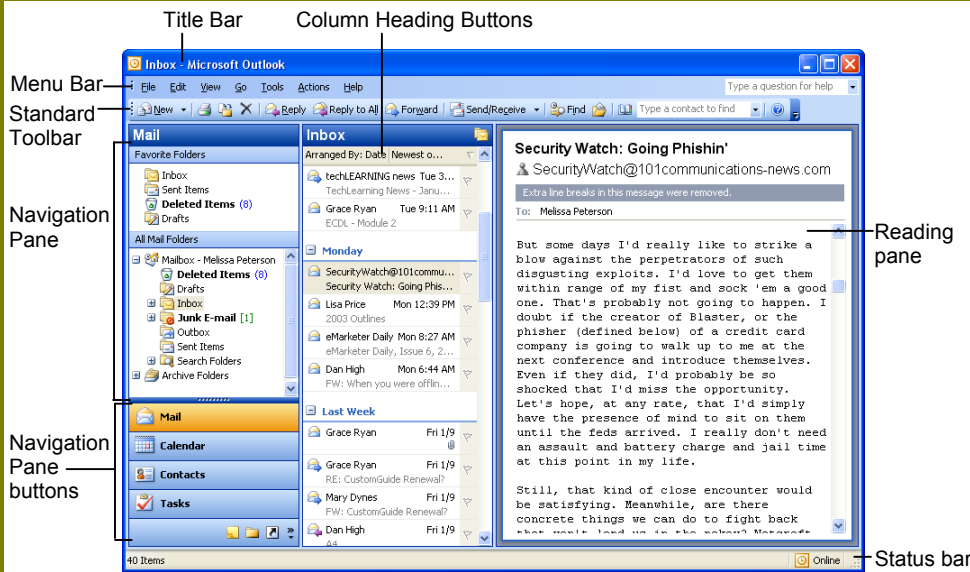 Title Bar
Column Heading Buttons
Inbox - Microsoft Outlook
Menu Bar
File Edit View Go Tools Actions Help
Type a question for help
Standard
Toolbar
New Reply Reply to All Forward Send/Receive Find Type a contact to find
Mail
Favorite Folders
Inbox
Sent Items
Deleted Items (8)
Drafts
Navigation
Pane
All Mail Folders
Mailbox - Melissa Peterson
Deleted Items (8)
Drafts
Inbox
Junk E-mail [1]
Outbox
Sent Items
Search Folders
Archive Folders
Navigation
Pane
buttons
Mail
Calendar
Contacts
Tasks
Inbox
Arranged By: Date Newest o...
techLEARNING news Tue 3...
TechLearning News - Janu...
Grace Ryan Tue 9:11 AM
ECDL - Module 2
Monday
SecurityWatch@101commu...
Security Watch: Going Phis...
Lisa Price Mon 12:39 PM
2003 Outlines
eMarketer Daily Mon 8:27 AM
eMarketer Daily, Issue 6, 2...
Dan High Mon 6:44 AM
FW: When you were offlin...
Last Week
Grace Ryan Fri 1/9
Grace Ryan Fri 1/9
RE: CustomGuide Renewal?
Mary Dynes Fri 1/9
FW: CustomGuide Renewal?
Dan High Fri 1/9
A4
Security Watch: Going Phishin'
SecurityWatch@101communications-news.com
Extra line breaks in this message were removed.
To: Melissa Peterson
Reading
pane
But some days I'd really like to strike a
blow against the perpetrators of such
disgusting exploits. I'd love to get them
within range of my fist and sock 'em a good
one. That's probably not going to happen. I
doubt if the creator of Blaster, or the
phisher (defined below) of a credit card
company is going to walk up to me at the
next conference and introduce themselves.
Even if they did, I'd probably be so
shocked that I'd miss the opportunity.
Let's hope, at any rate, that I'd simply
have the presence of mind to sit on them
until the feds arrived. I really don't need
an assault and battery charge and jail time
at this point in my life.
Still, that kind of close encounter would
be satisfying. Meanwhile, are there
concrete things we can do to fight back
that won't land us in the pokey? Netcraft
40 Items
Online
Status bar